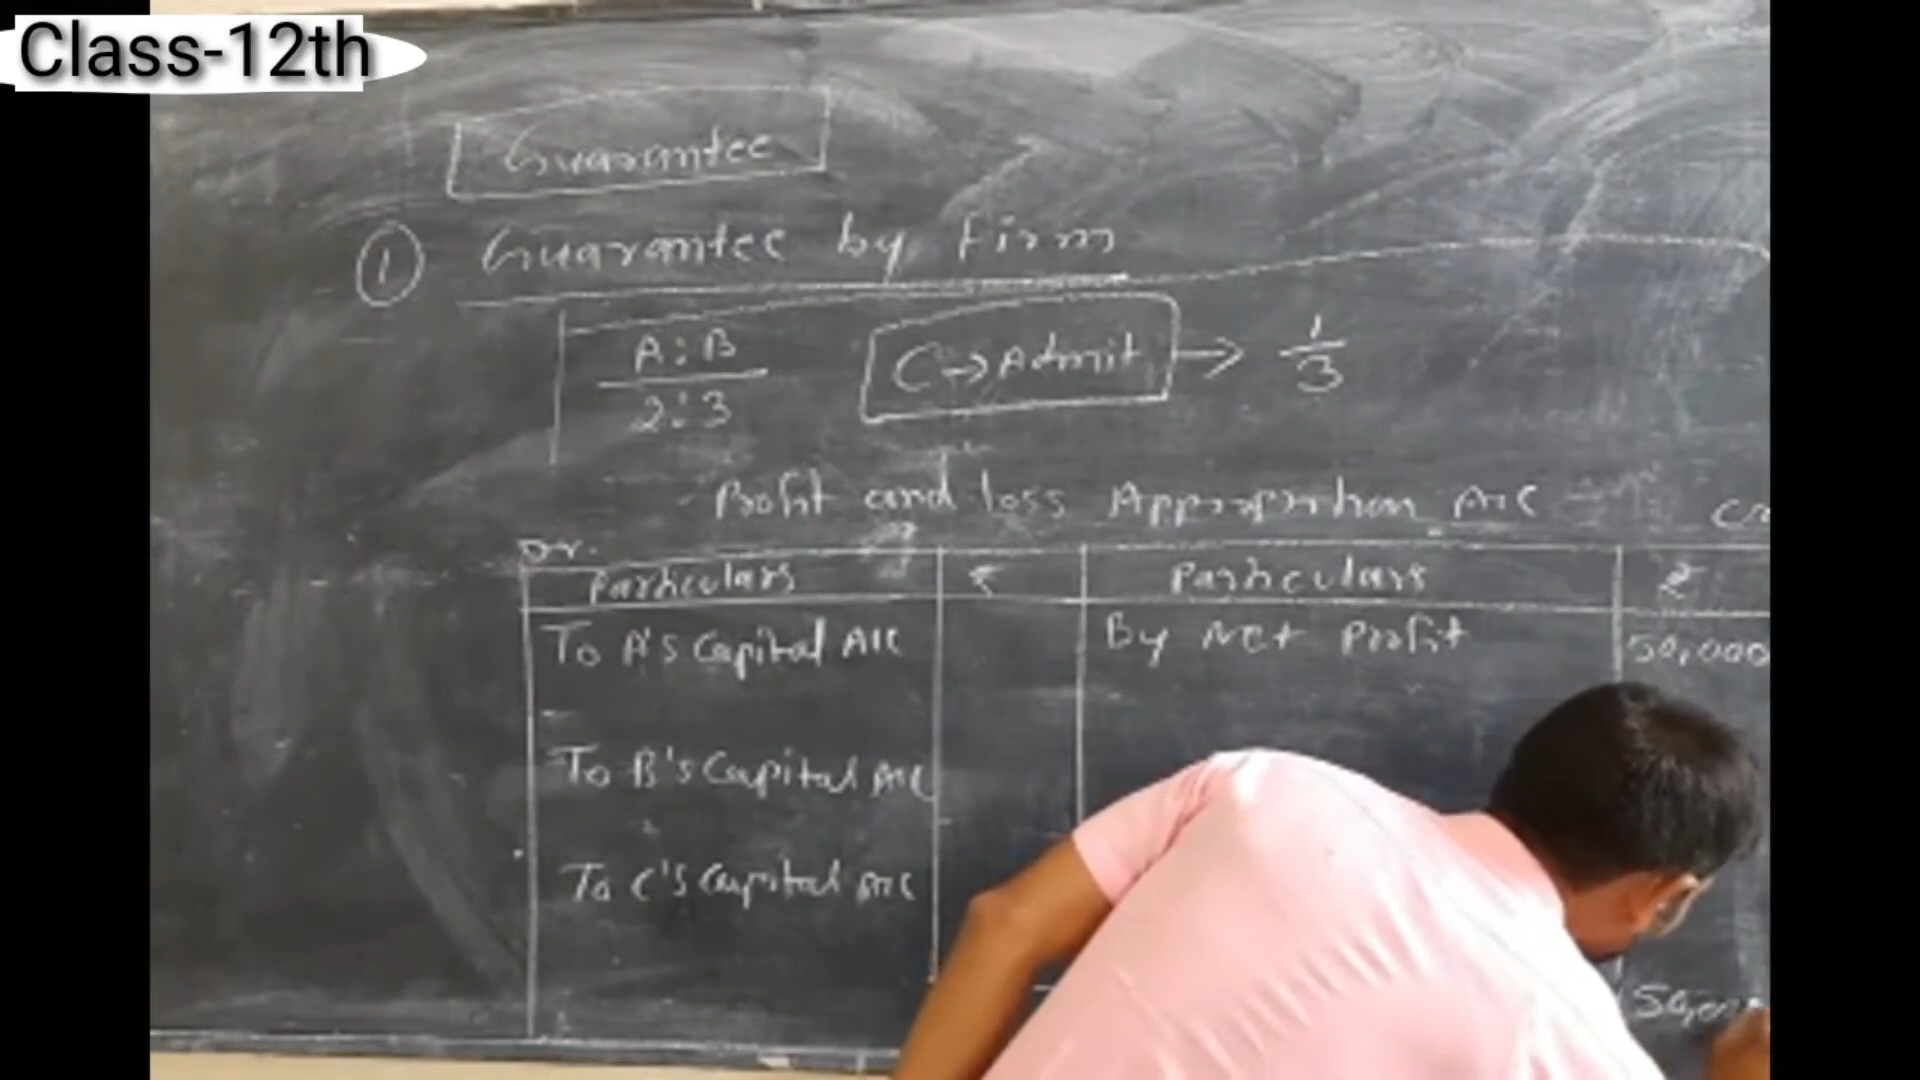 Class-12th
Guarantee
① Guarantee by Firm
A:B
2:3
C→Admit → 1/3
Profit and loss Appropriation A/C
Dr. Cr
Particulars ₹ Particulars ₹
To A's Capital A/C By Net Profit 50,000
To B's Capital A/C
To C's Capital A/C
50,000